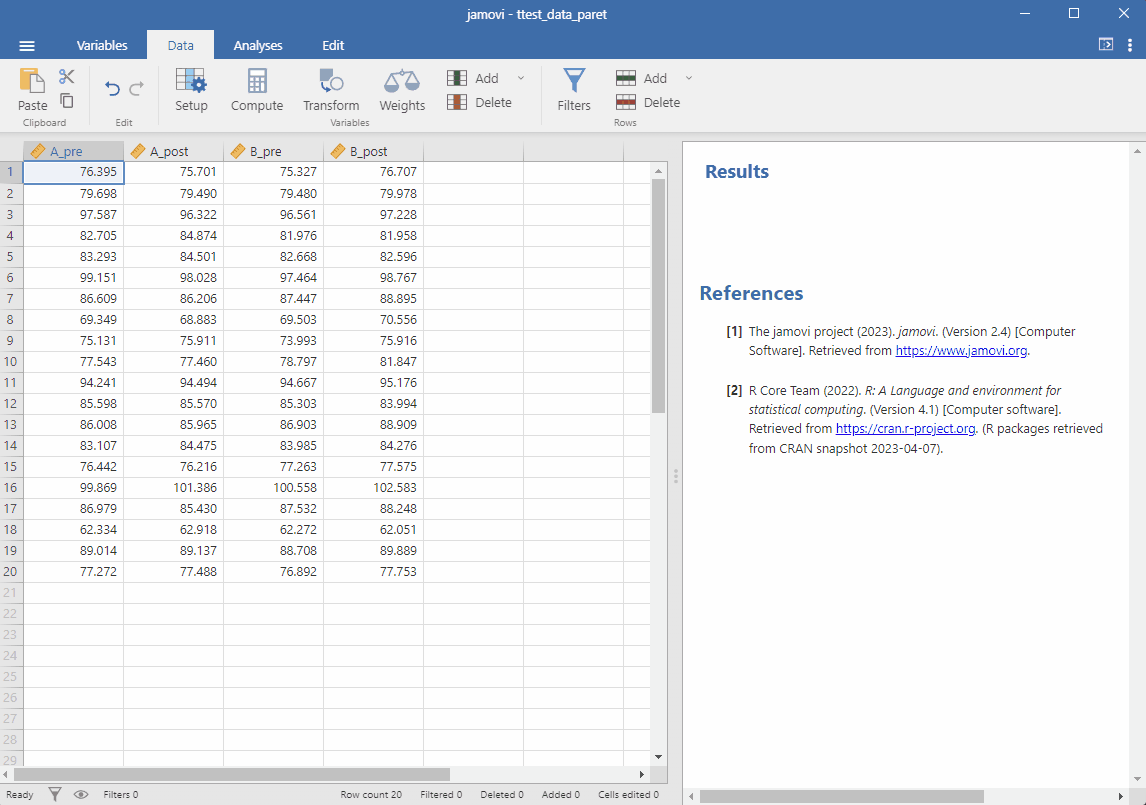 jamovi - ttest_data_paret
Variables Data Analyses Edit
Paste Setup Compute Transform Weights Add Delete Filters Add Delete
Clipboard Edit Variables Rows
A_pre A_post B_pre B_post
1 76.395 75.701 75.327 76.707
2 79.698 79.490 79.480 79.978
3 97.587 96.322 96.561 97.228
4 82.705 84.874 81.976 81.958
5 83.293 84.501 82.668 82.596
6 99.151 98.028 97.464 98.767
7 86.609 86.206 87.447 88.895
8 69.349 68.883 69.503 70.556
9 75.131 75.911 73.993 75.916
10 77.543 77.460 78.797 81.847
11 94.241 94.494 94.667 95.176
12 85.598 85.570 85.303 83.994
13 86.008 85.965 86.903 88.909
14 83.107 84.475 83.985 84.276
15 76.442 76.216 77.263 77.575
16 99.869 101.386 100.558 102.583
17 86.979 85.430 87.532 88.248
18 62.334 62.918 62.272 62.051
19 89.014 89.137 88.708 89.889
20 77.272 77.488 76.892 77.753
21
22
23
24
25
26
27
28
29
Ready Filters 0 Row count 20 Filtered 0 Deleted 0 Added 0 Cells edited 0
Results
References
[1] The jamovi project (2023). jamovi. (Version 2.4) [Computer
Software]. Retrieved from https://www.jamovi.org.
[2] R Core Team (2022). R: A Language and environment for
statistical computing. (Version 4.1) [Computer software].
Retrieved from https://cran.r-project.org. (R packages retrieved
from CRAN snapshot 2023-04-07).